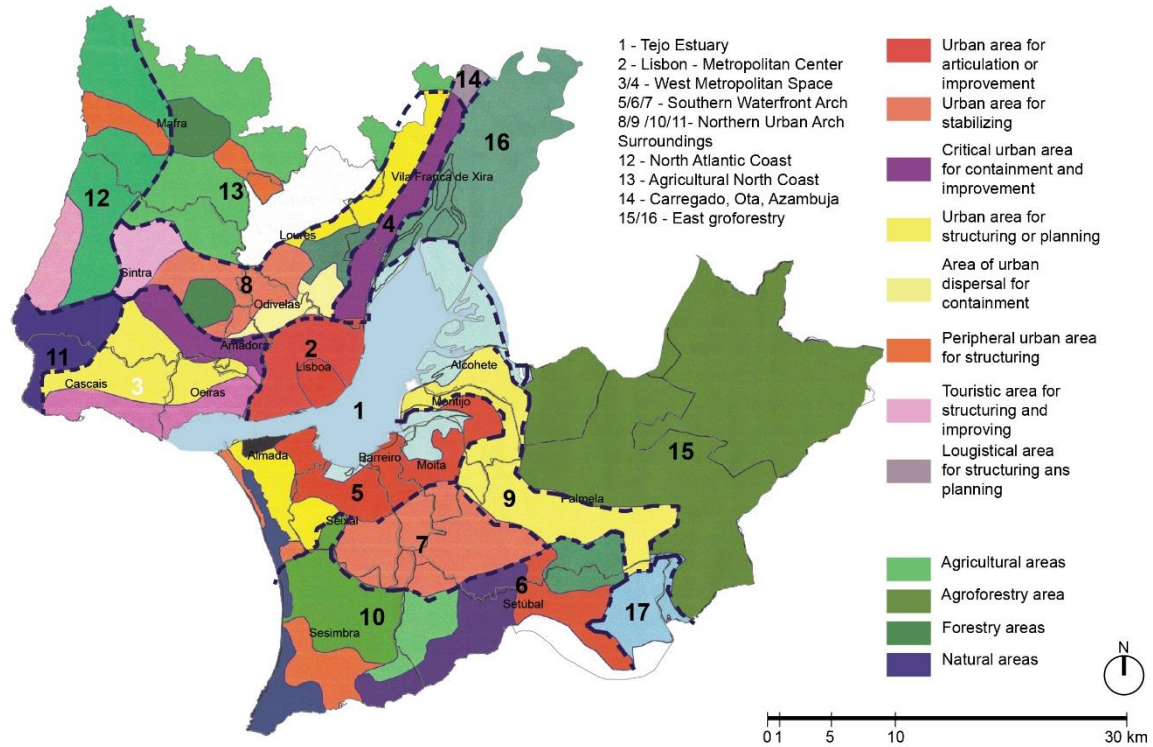 1 - Tejo Estuary
2 - Lisbon - Metropolitan Center
3/4 - West Metropolitan Space
5/6/7 - Southern Waterfront Arch
8/9 /10/11- Northern Urban Arch
Surroundings
12 - North Atlantic Coast
13 - Agricultural North Coast
14 - Carregado, Ota, Azambuja
15/16 - East groforestry
Urban area for
articulation or
improvement
Urban area for
stabilizing
Critical urban area
for containment and
improvement
Urban area for
structuring or planning
Area of urban
dispersal for
containment
Peripheral urban area
for structuring
Touristic area for
structuring and
improving
Lougistical area
for structuring ans
planning
Agricultural areas
Agroforestry area
Forestry areas
Natural areas
14
16
Mafra
Vila Franca de Xira
12
13
4
Loures
Sintra
8
Odivelas
Amadora
2
11
Lisboa
Alcohete
Cascais
3
Oeiras
1
Montijo
Almada
Barreiro
Moita
15
5
9
Palmela
Seixal
7
6
Setúbal
10
17
Sesimbra
N
0 1 5 10 30 km